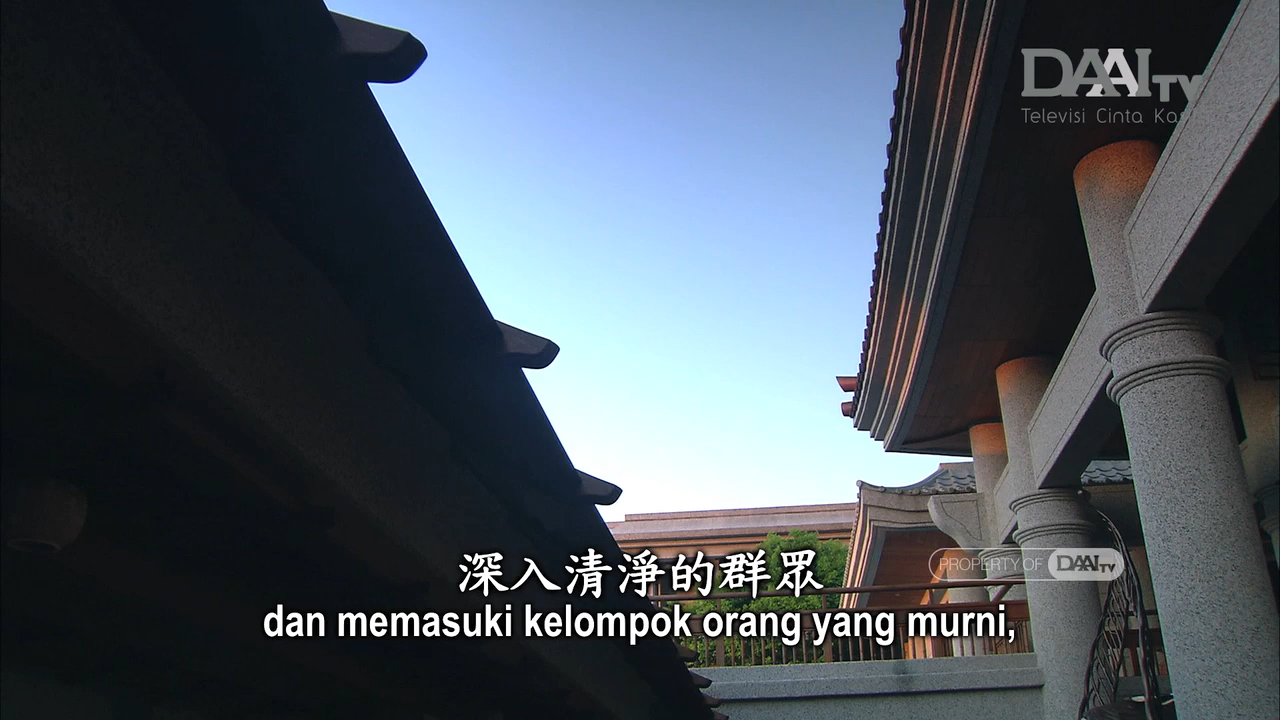 DAAI TV
Televisi Cinta Kas
深入清淨的群眾
PROPERTY OF DAAI TV
dan memasuki kelompok orang yang murni,